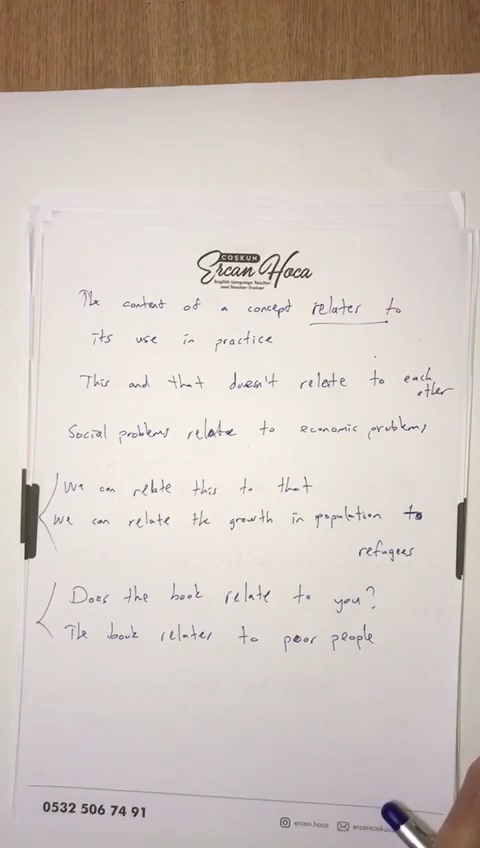 COŞKUN
Ercan Hoca
English Language Teacher
and Teacher Trainer
The content of a concept relates to
its use in practice
This and that doesn't relate to each
other
Social problems relate to economic problems
We can relate this to that
We can relate the growth in population to
refugees
Does the book relate to you?
The book relates to poor people
0532 506 74 91
ercan.hoca